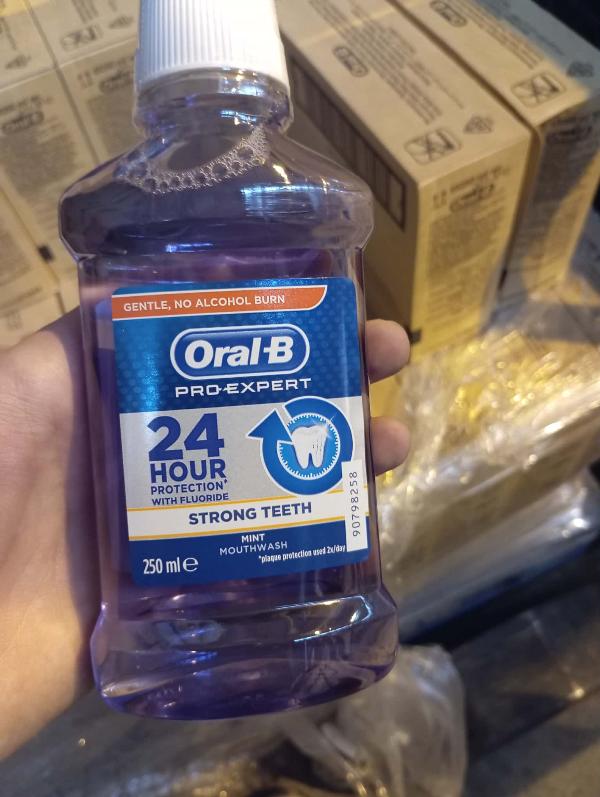 GENTLE, NO ALCOHOL BURN
Oral-B
PRO-EXPERT
24
HOUR
PROTECTION*
WITH FLUORIDE
STRONG TEETH
MINT
MOUTHWASH
250 ml e
*plaque protection used 2x/day
90798258
Oral-B